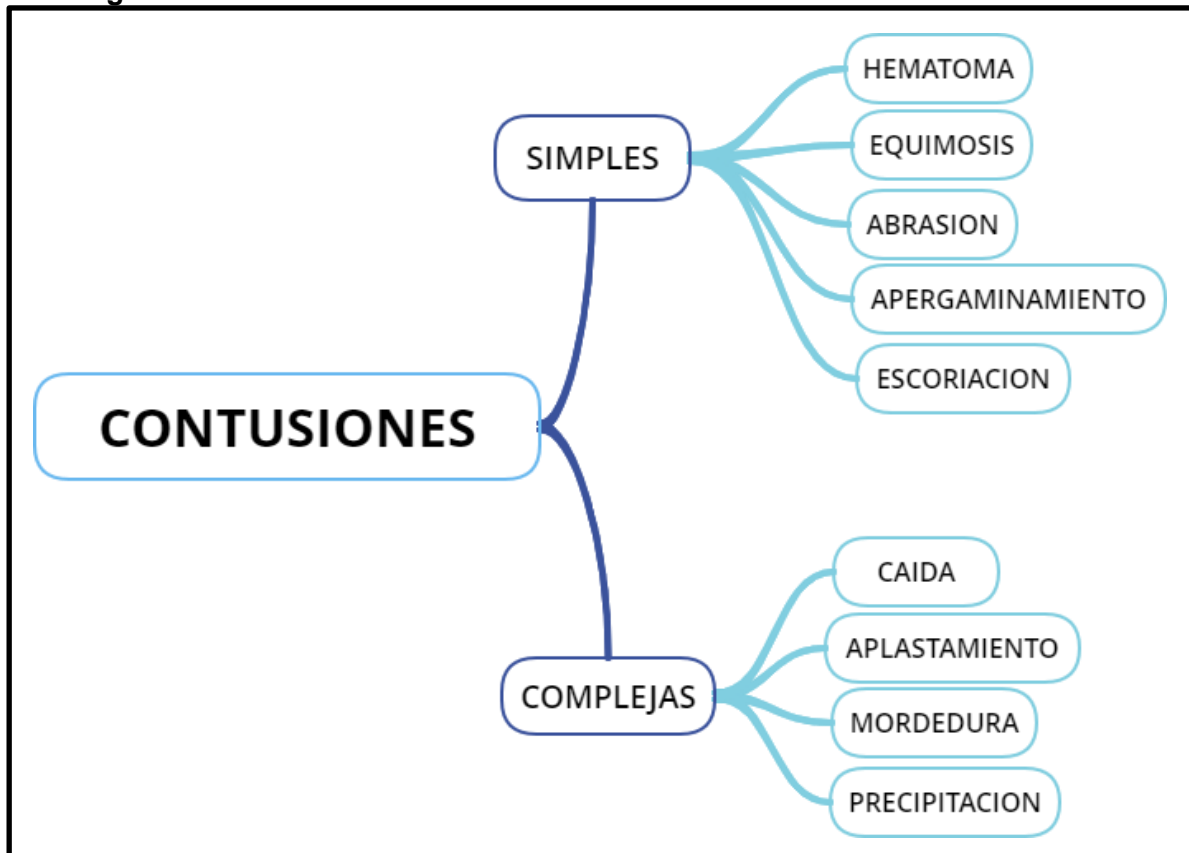 CONTUSIONES
SIMPLES
HEMATOMA
EQUIMOSIS
ABRASION
APERGAMINAMIENTO
ESCORIACION
COMPLEJAS
CAIDA
APLASTAMIENTO
MORDEDURA
PRECIPITACION